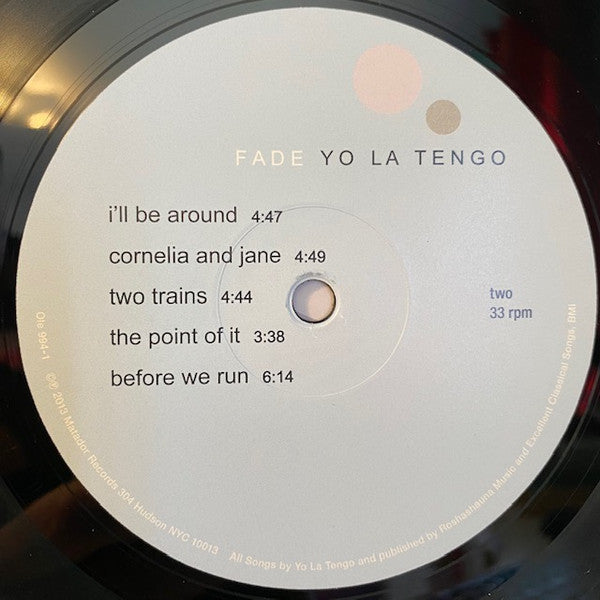 FADE YO LA TENGO
i'll be around 4:47
cornelia and jane 4:49
two trains 4:44
the point of it 3:38
before we run 6:14
two
33 rpm
Ole 994-1
℗© 2013 Matador Records 304 Hudson NYC 10013 All Songs by Yo La Tengo and published by Roshashauna Music and Excellent Classical Songs, BMI